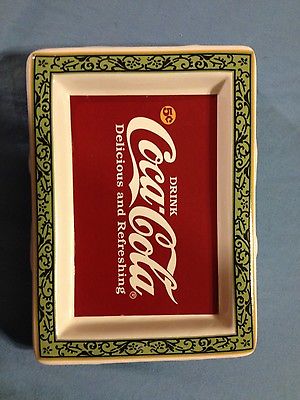 DRINK
Coca-Cola®
Delicious and Refreshing
5¢